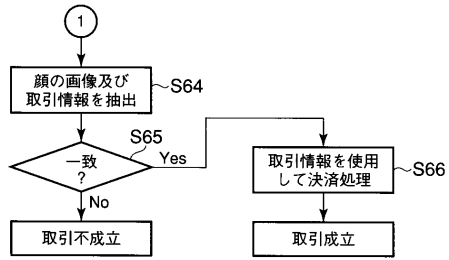 1
顔の画像及び
取引情報を抽出
S64
一致
?
S65
Yes
No
取引情報を使用
して決済処理
S66
取引不成立
取引成立